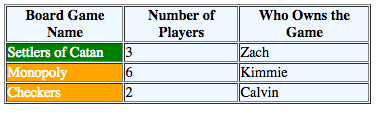 Board Game Number of Who Owns the
Name Players Game
Settlers of Catan 3 Zach
Monopoly 6 Kimmie
Checkers 2 Calvin